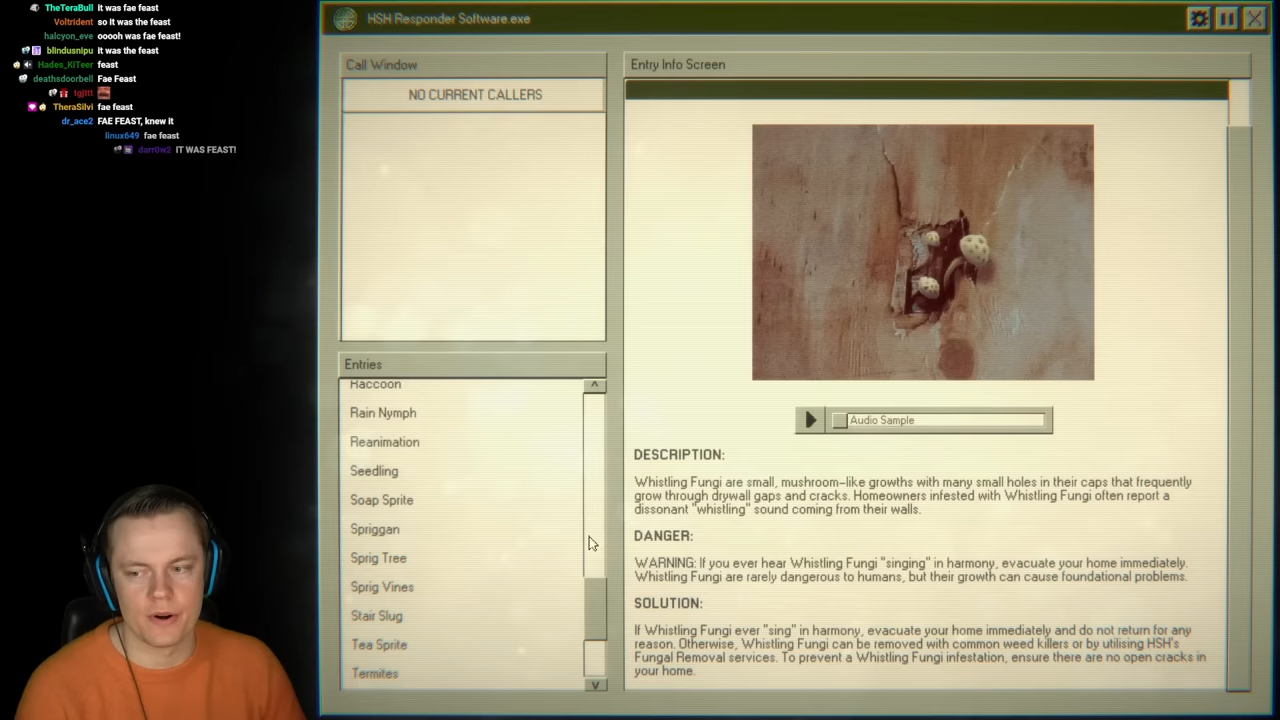 TheTeraBull It was fae feast
Voltrident so it was the feast
halcyon_eve ooooh was fae feast!
blindusnipu it was the feast
Hades_KiTeer feast
deathsdoorbell Fae Feast
tgjttt
TheraSilvi fae feast
dr_ace2 FAE FEAST, knew it
linux649 fae feast
darr0w2 IT WAS FEAST!
HSH Responder Software.exe
Call Window
NO CURRENT CALLERS
Entries
Raccoon
Rain Nymph
Reanimation
Seedling
Soap Sprite
Spriggan
Sprig Tree
Sprig Vines
Stair Slug
Tea Sprite
Termites
Entry Info Screen
Audio Sample
DESCRIPTION:
Whistling Fungi are small, mushroom-like growths with many small holes in their caps that frequently
grow through drywall gaps and cracks. Homeowners infested with Whistling Fungi often report a
dissonant "whistling" sound coming from their walls.
DANGER:
WARNING: If you ever hear Whistling Fungi "singing" in harmony, evacuate your home immediately.
Whistling Fungi are rarely dangerous to humans, but their growth can cause foundational problems.
SOLUTION:
If Whistling Fungi ever "sing" in harmony, evacuate your home immediately and do not return for any
reason. Otherwise, Whistling Fungi can be removed with common weed killers or by utilising HSH's
Fungal Removal services. To prevent a Whistling Fungi infestation, ensure there are no open cracks in
your home.